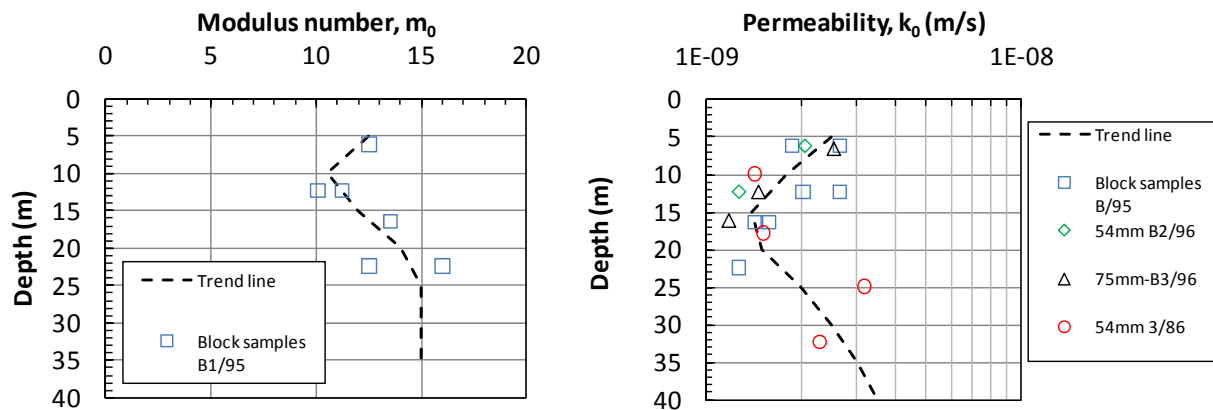 Modulus number, m₀
0 5 10 15 20
0
5
10
15
20
25
30
35
40
Depth (m)
Trend line
Block samples
B1/95
Permeability, k₀ (m/s)
1E-09 1E-08
0
5
10
15
20
25
30
35
40
Depth (m)
Trend line
Block samples
B/95
54mm B2/96
75mm-B3/96
54mm 3/86